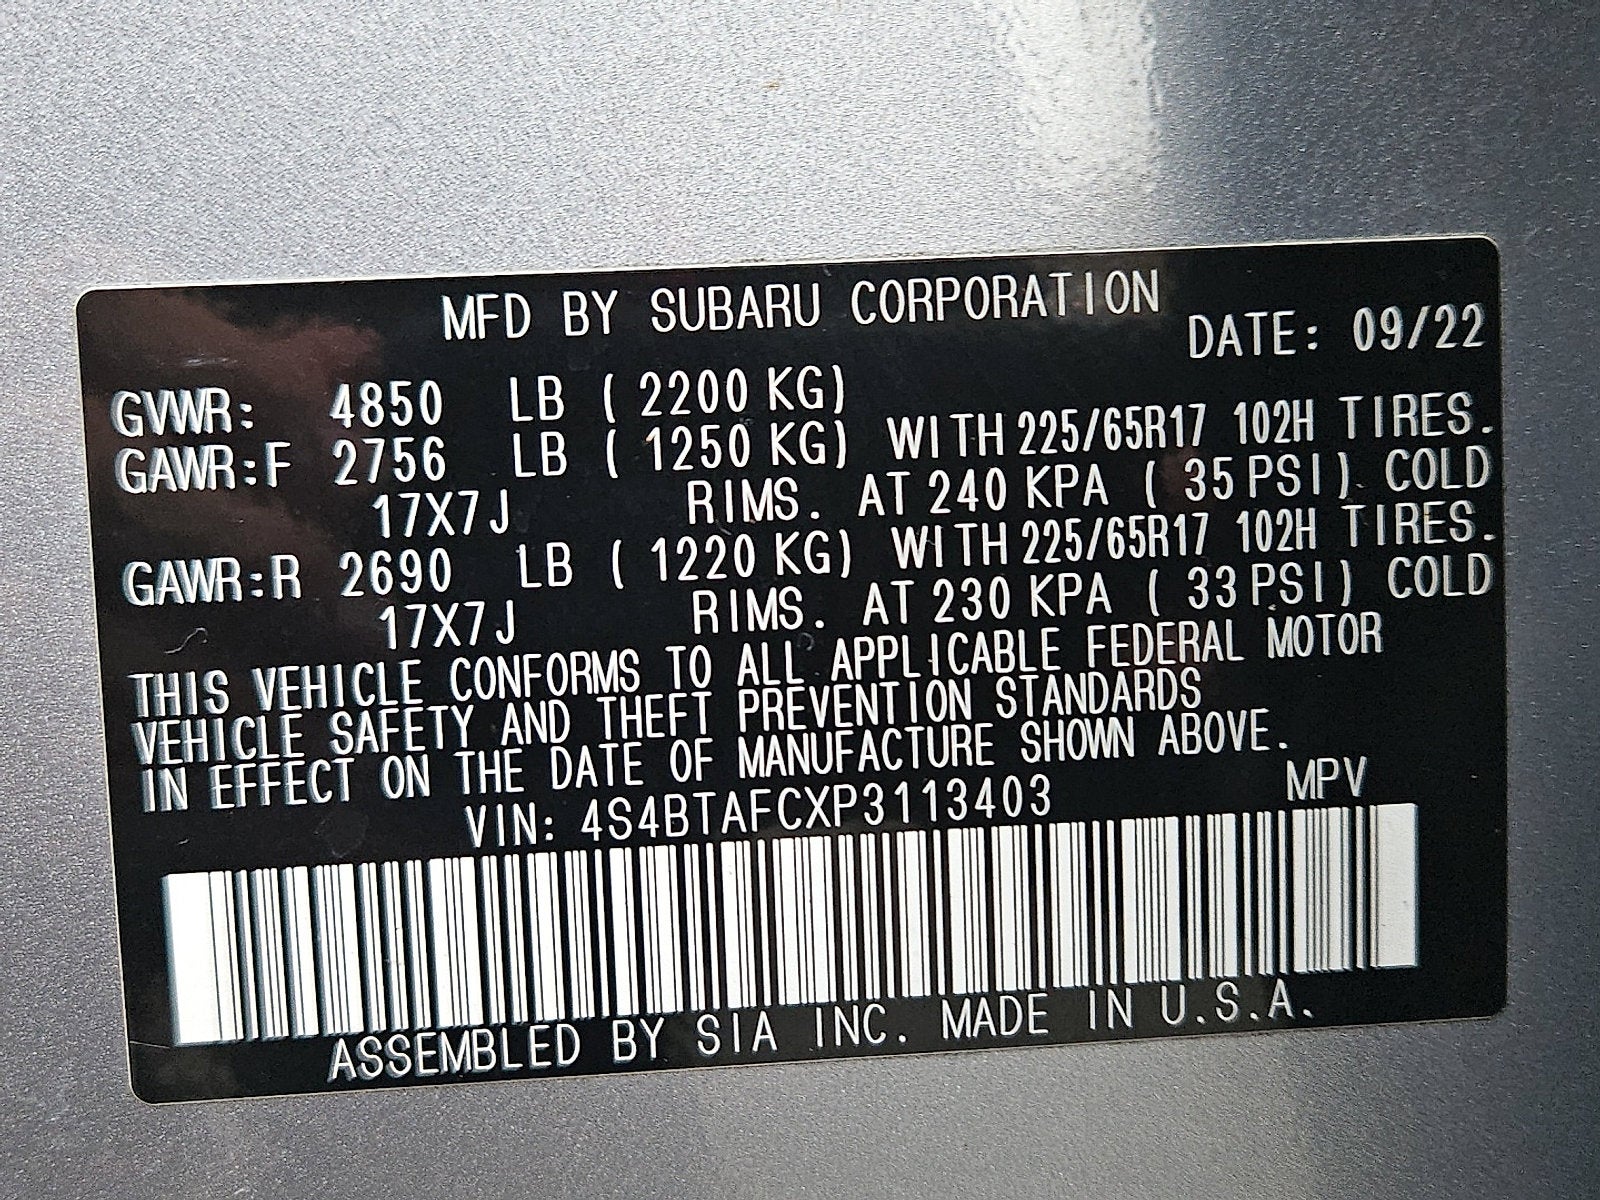 MFD BY SUBARU CORPORATION
DATE: 09/22
GVWR: 4850 LB ( 2200 KG)
GAWR:F 2756 LB ( 1250 KG) WITH 225/65R17 102H TIRES.
17X7J RIMS. AT 240 KPA ( 35 PSI). COLD
GAWR:R 2690 LB ( 1220 KG) WITH 225/65R17 102H TIRES.
17X7J RIMS. AT 230 KPA ( 33 PSI) COLD
THIS VEHICLE CONFORMS TO ALL APPLICABLE FEDERAL MOTOR
VEHICLE SAFETY AND THEFT PREVENTION STANDARDS
IN EFFECT ON THE DATE OF MANUFACTURE SHOWN ABOVE.
VIN: 4S4BTAFCXP3113403 MPV
ASSEMBLED BY SIA INC. MADE IN U.S.A.